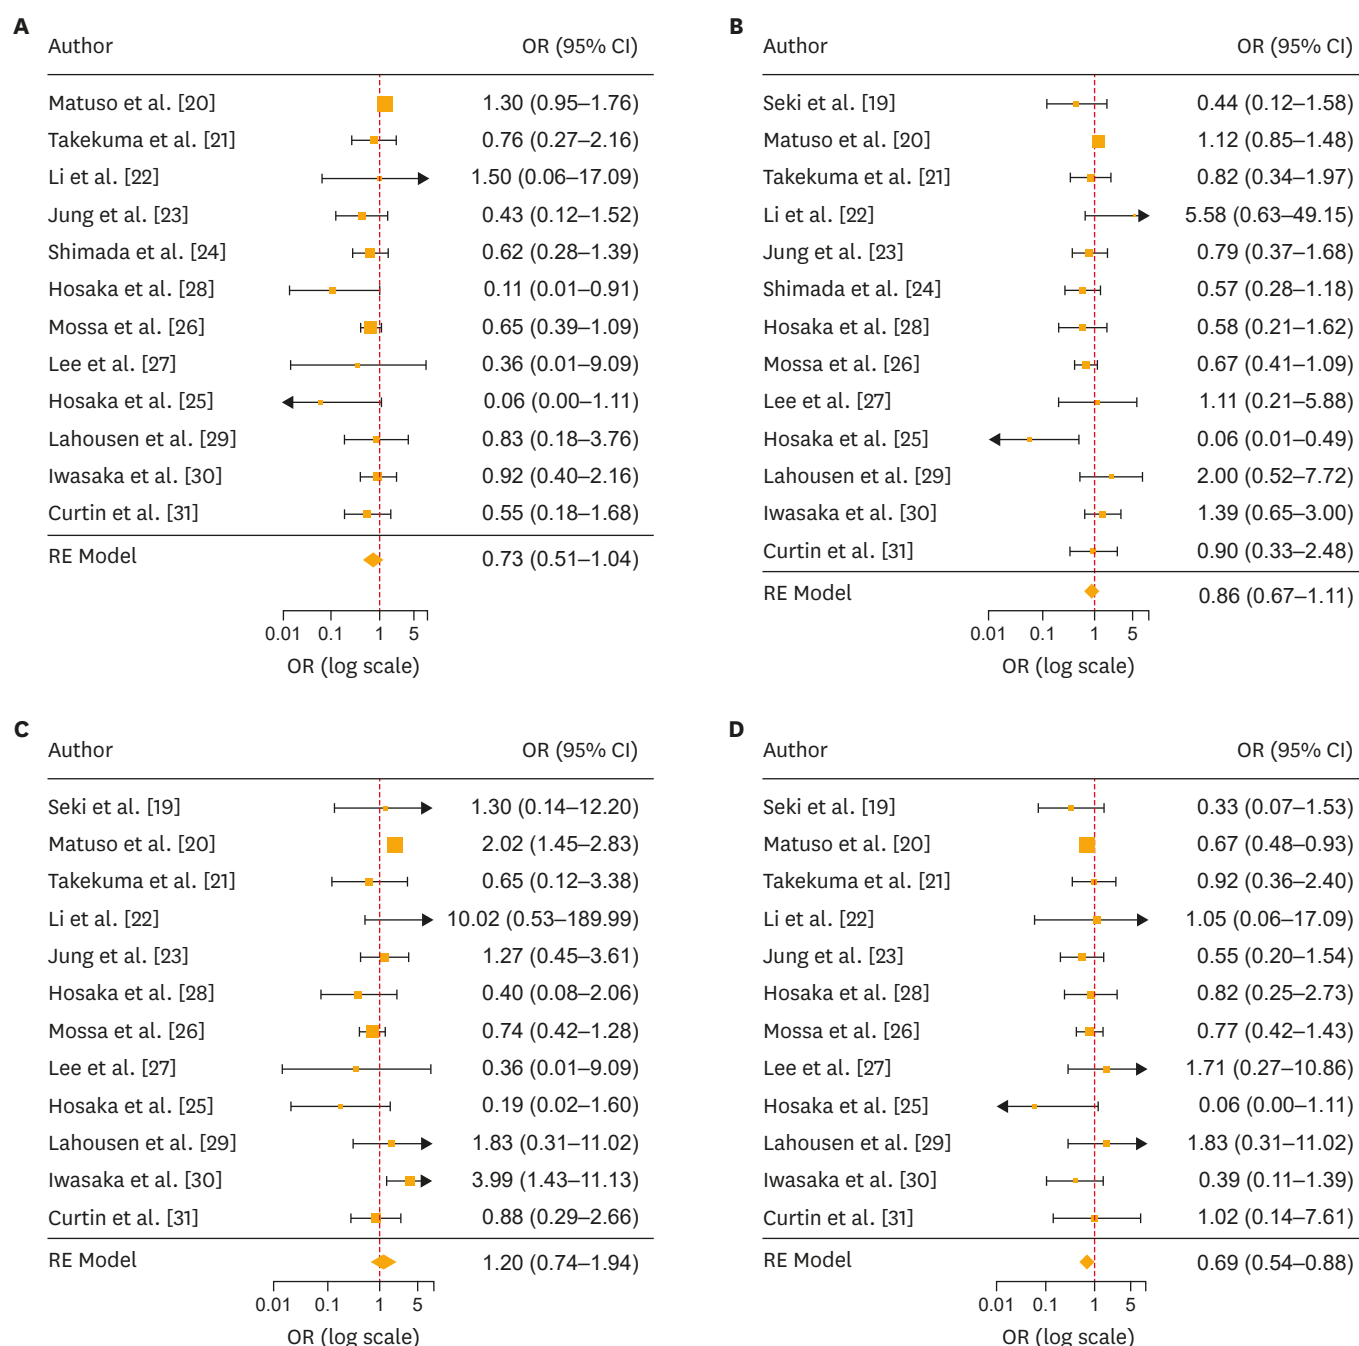 A
Author OR (95% CI)
Matuso et al. [20] 1.30 (0.95–1.76)
Takekuma et al. [21] 0.76 (0.27–2.16)
Li et al. [22] 1.50 (0.06–17.09)
Jung et al. [23] 0.43 (0.12–1.52)
Shimada et al. [24] 0.62 (0.28–1.39)
Hosaka et al. [28] 0.11 (0.01–0.91)
Mossa et al. [26] 0.65 (0.39–1.09)
Lee et al. [27] 0.36 (0.01–9.09)
Hosaka et al. [25] 0.06 (0.00–1.11)
Lahousen et al. [29] 0.83 (0.18–3.76)
Iwasaka et al. [30] 0.92 (0.40–2.16)
Curtin et al. [31] 0.55 (0.18–1.68)
RE Model 0.73 (0.51–1.04)
0.01 0.1 1 5
OR (log scale)
B
Author OR (95% CI)
Seki et al. [19] 0.44 (0.12–1.58)
Matuso et al. [20] 1.12 (0.85–1.48)
Takekuma et al. [21] 0.82 (0.34–1.97)
Li et al. [22] 5.58 (0.63–49.15)
Jung et al. [23] 0.79 (0.37–1.68)
Shimada et al. [24] 0.57 (0.28–1.18)
Hosaka et al. [28] 0.58 (0.21–1.62)
Mossa et al. [26] 0.67 (0.41–1.09)
Lee et al. [27] 1.11 (0.21–5.88)
Hosaka et al. [25] 0.06 (0.01–0.49)
Lahousen et al. [29] 2.00 (0.52–7.72)
Iwasaka et al. [30] 1.39 (0.65–3.00)
Curtin et al. [31] 0.90 (0.33–2.48)
RE Model 0.86 (0.67–1.11)
0.01 0.1 1 5
OR (log scale)
C
Author OR (95% CI)
Seki et al. [19] 1.30 (0.14–12.20)
Matuso et al. [20] 2.02 (1.45–2.83)
Takekuma et al. [21] 0.65 (0.12–3.38)
Li et al. [22] 10.02 (0.53–189.99)
Jung et al. [23] 1.27 (0.45–3.61)
Hosaka et al. [28] 0.40 (0.08–2.06)
Mossa et al. [26] 0.74 (0.42–1.28)
Lee et al. [27] 0.36 (0.01–9.09)
Hosaka et al. [25] 0.19 (0.02–1.60)
Lahousen et al. [29] 1.83 (0.31–11.02)
Iwasaka et al. [30] 3.99 (1.43–11.13)
Curtin et al. [31] 0.88 (0.29–2.66)
RE Model 1.20 (0.74–1.94)
0.01 0.1 1 5
OR (log scale)
D
Author OR (95% CI)
Seki et al. [19] 0.33 (0.07–1.53)
Matuso et al. [20] 0.67 (0.48–0.93)
Takekuma et al. [21] 0.92 (0.36–2.40)
Li et al. [22] 1.05 (0.06–17.09)
Jung et al. [23] 0.55 (0.20–1.54)
Hosaka et al. [28] 0.82 (0.25–2.73)
Mossa et al. [26] 0.77 (0.42–1.43)
Lee et al. [27] 1.71 (0.27–10.86)
Hosaka et al. [25] 0.06 (0.00–1.11)
Lahousen et al. [29] 1.83 (0.31–11.02)
Iwasaka et al. [30] 0.39 (0.11–1.39)
Curtin et al. [31] 1.02 (0.14–7.61)
RE Model 0.69 (0.54–0.88)
0.01 0.1 1 5
OR (log scale)